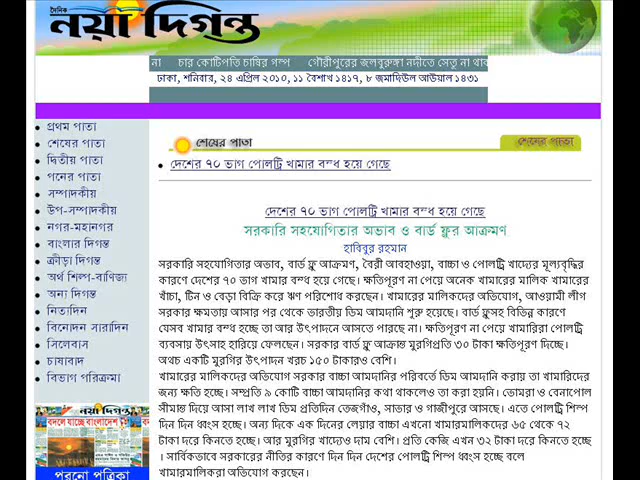 দৈনিক
নয়া দিগন্ত
না চার কোটিপতি চাষির গল্প গৌরীপুরের জলবুরুঙ্গা নদীতে সেতু না থাক
ঢাকা, শনিবার, ২৪ এপ্রিল ২০১০, ১১ বৈশাখ ১৪১৭, ৮ জমাদিউল আউয়াল ১৪৩১
প্রথম পাতা
শেষের পাতা
দ্বিতীয় পাতা
পনের পাতা
সম্পাদকীয়
উপ-সম্পাদকীয়
নগর-মহানগর
বাংলার দিগন্ত
ক্রীড়া দিগন্ত
অর্থ শিল্প-বাণিজ্য
অন্য দিগন্ত
নিত্যদিন
বিনোদন সারাদিন
সিলেবাস
চাষাবাদ
বিভাগ পরিক্রমা
নয়া দিগন্ত
বদলে যাচ্ছে বাংলাদেশ
পুরনো পত্রিকা
শেষের পাতা শেষের পাতা
দেশের ৭০ ভাগ পোলট্রি খামার বন্ধ হয়ে গেছে
দেশের ৭০ ভাগ পোলট্রি খামার বন্ধ হয়ে গেছে
সরকারি সহযোগিতার অভাব ও বার্ড ফ্লুর আক্রমণ
হাবিবুর রহমান
সরকারি সহযোগিতার অভাব, বার্ড ফ্লু আক্রমণ, বৈরী আবহাওয়া, বাচ্চা ও পোলট্রি খাদ্যের মূল্যবৃদ্ধির
কারণে দেশের ৭০ ভাগ খামার বন্ধ হয়ে গেছে। ক্ষতিপূরণ না পেয়ে অনেক খামারের মালিক খামারের
খাঁচা, টিন ও বেড়া বিক্রি করে ঋণ পরিশোধ করছেন। খামারের মালিকদের অভিযোগ, আওয়ামী লীগ
সরকার ক্ষমতায় আসার পর থেকে ভারতীয় ডিম আমদানি শুরু হয়েছে। বার্ড ফ্লুসহ বিভিন্ন কারণে
যেসব খামার বন্ধ হচ্ছে তা আর উৎপাদনে আসতে পারছে না। ক্ষতিপূরণ না পেয়ে খামারিরা পোলট্রি
ব্যবসায় উৎসাহ হারিয়ে ফেলছেন। সরকার বার্ড ফ্লু আক্রান্ত মুরগিপ্রতি ৩০ টাকা ক্ষতিপূরণ দিচ্ছে।
অথচ একটি মুরগির উৎপাদন খরচ ১৫০ টাকারও বেশি।
খামারের মালিকদের অভিযোগ সরকার বাচ্চা আমদানির পরিবর্তে ডিম আমদানি করায় তা খামারিদের
জন্য ক্ষতি হচ্ছে। সম্প্রতি ৯ কোটি বাচ্চা আমদানির কথা থাকলেও তা করা হয়নি। ভোমরা ও বেনাপোল
সীমান্ত দিয়ে আসা লাখ লাখ ডিম প্রতিদিন তেজগাঁও, সাভার ও গাজীপুরে আসছে। এতে পোলট্রি শিল্প
দিন দিন ধ্বংস হচ্ছে। অন্য দিকে এক দিনের লেয়ার বাচ্চা এখনো খামারমালিকদের ৬৫ থেকে ৭২
টাকা দরে কিনতে হচ্ছে। আর মুরগির খাদ্যেও দাম বেশি। প্রতি কেজি এখন ৩২ টাকা দরে কিনতে হচ্ছে
। সার্বিকভাবে সরকারের নীতির কারণে দিন দিন দেশের পোলট্রি শিল্প ধ্বংস হচ্ছে বলে
খামারমালিকরা অভিযোগ করছেন।